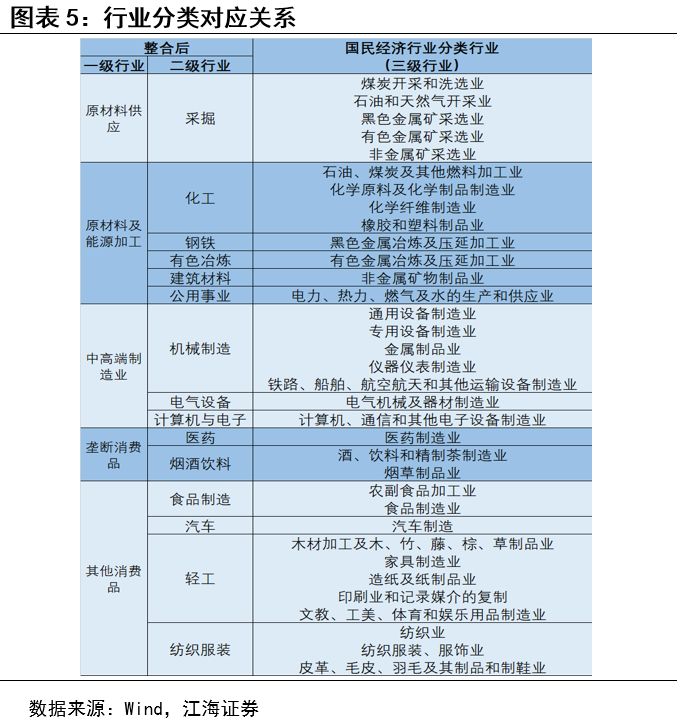 图表 5：行业分类对应关系
整合后
国民经济行业分类行业
（三级行业）
一级行业
二级行业
原材料供应
采掘
煤炭开采和洗选业
石油和天然气开采业
黑色金属矿采选业
有色金属矿采选业
非金属矿采选业
原材料及能源加工
化工
石油、煤炭及其他燃料加工业
化学原料及化学制品制造业
化学纤维制造业
橡胶和塑料制品业
钢铁
黑色金属冶炼及压延加工业
有色冶炼
有色金属冶炼及压延加工业
建筑材料
非金属矿物制品业
公用事业
电力、热力、燃气及水的生产和供应业
中高端制造业
机械制造
通用设备制造业
专用设备制造业
金属制品业
仪器仪表制造业
铁路、船舶、航空航天和其他运输设备制造业
电气设备
电气机械及器材制造业
计算机与电子
计算机、通信和其他电子设备制造业
垄断消费品
医药
医药制造业
烟酒饮料
酒、饮料和精制茶制造业
烟草制品业
其他消费品
食品制造
农副食品加工业
食品制造业
汽车
汽车制造
轻工
木材加工及木、竹、藤、棕、草制品业
家具制造业
造纸及纸制品业
印刷业和记录媒介的复制
文教、工美、体育和娱乐用品制造业
纺织服装
纺织业
纺织服装、服饰业
皮革、毛皮、羽毛及其制品和制鞋业
数据来源：Wind，江海证券